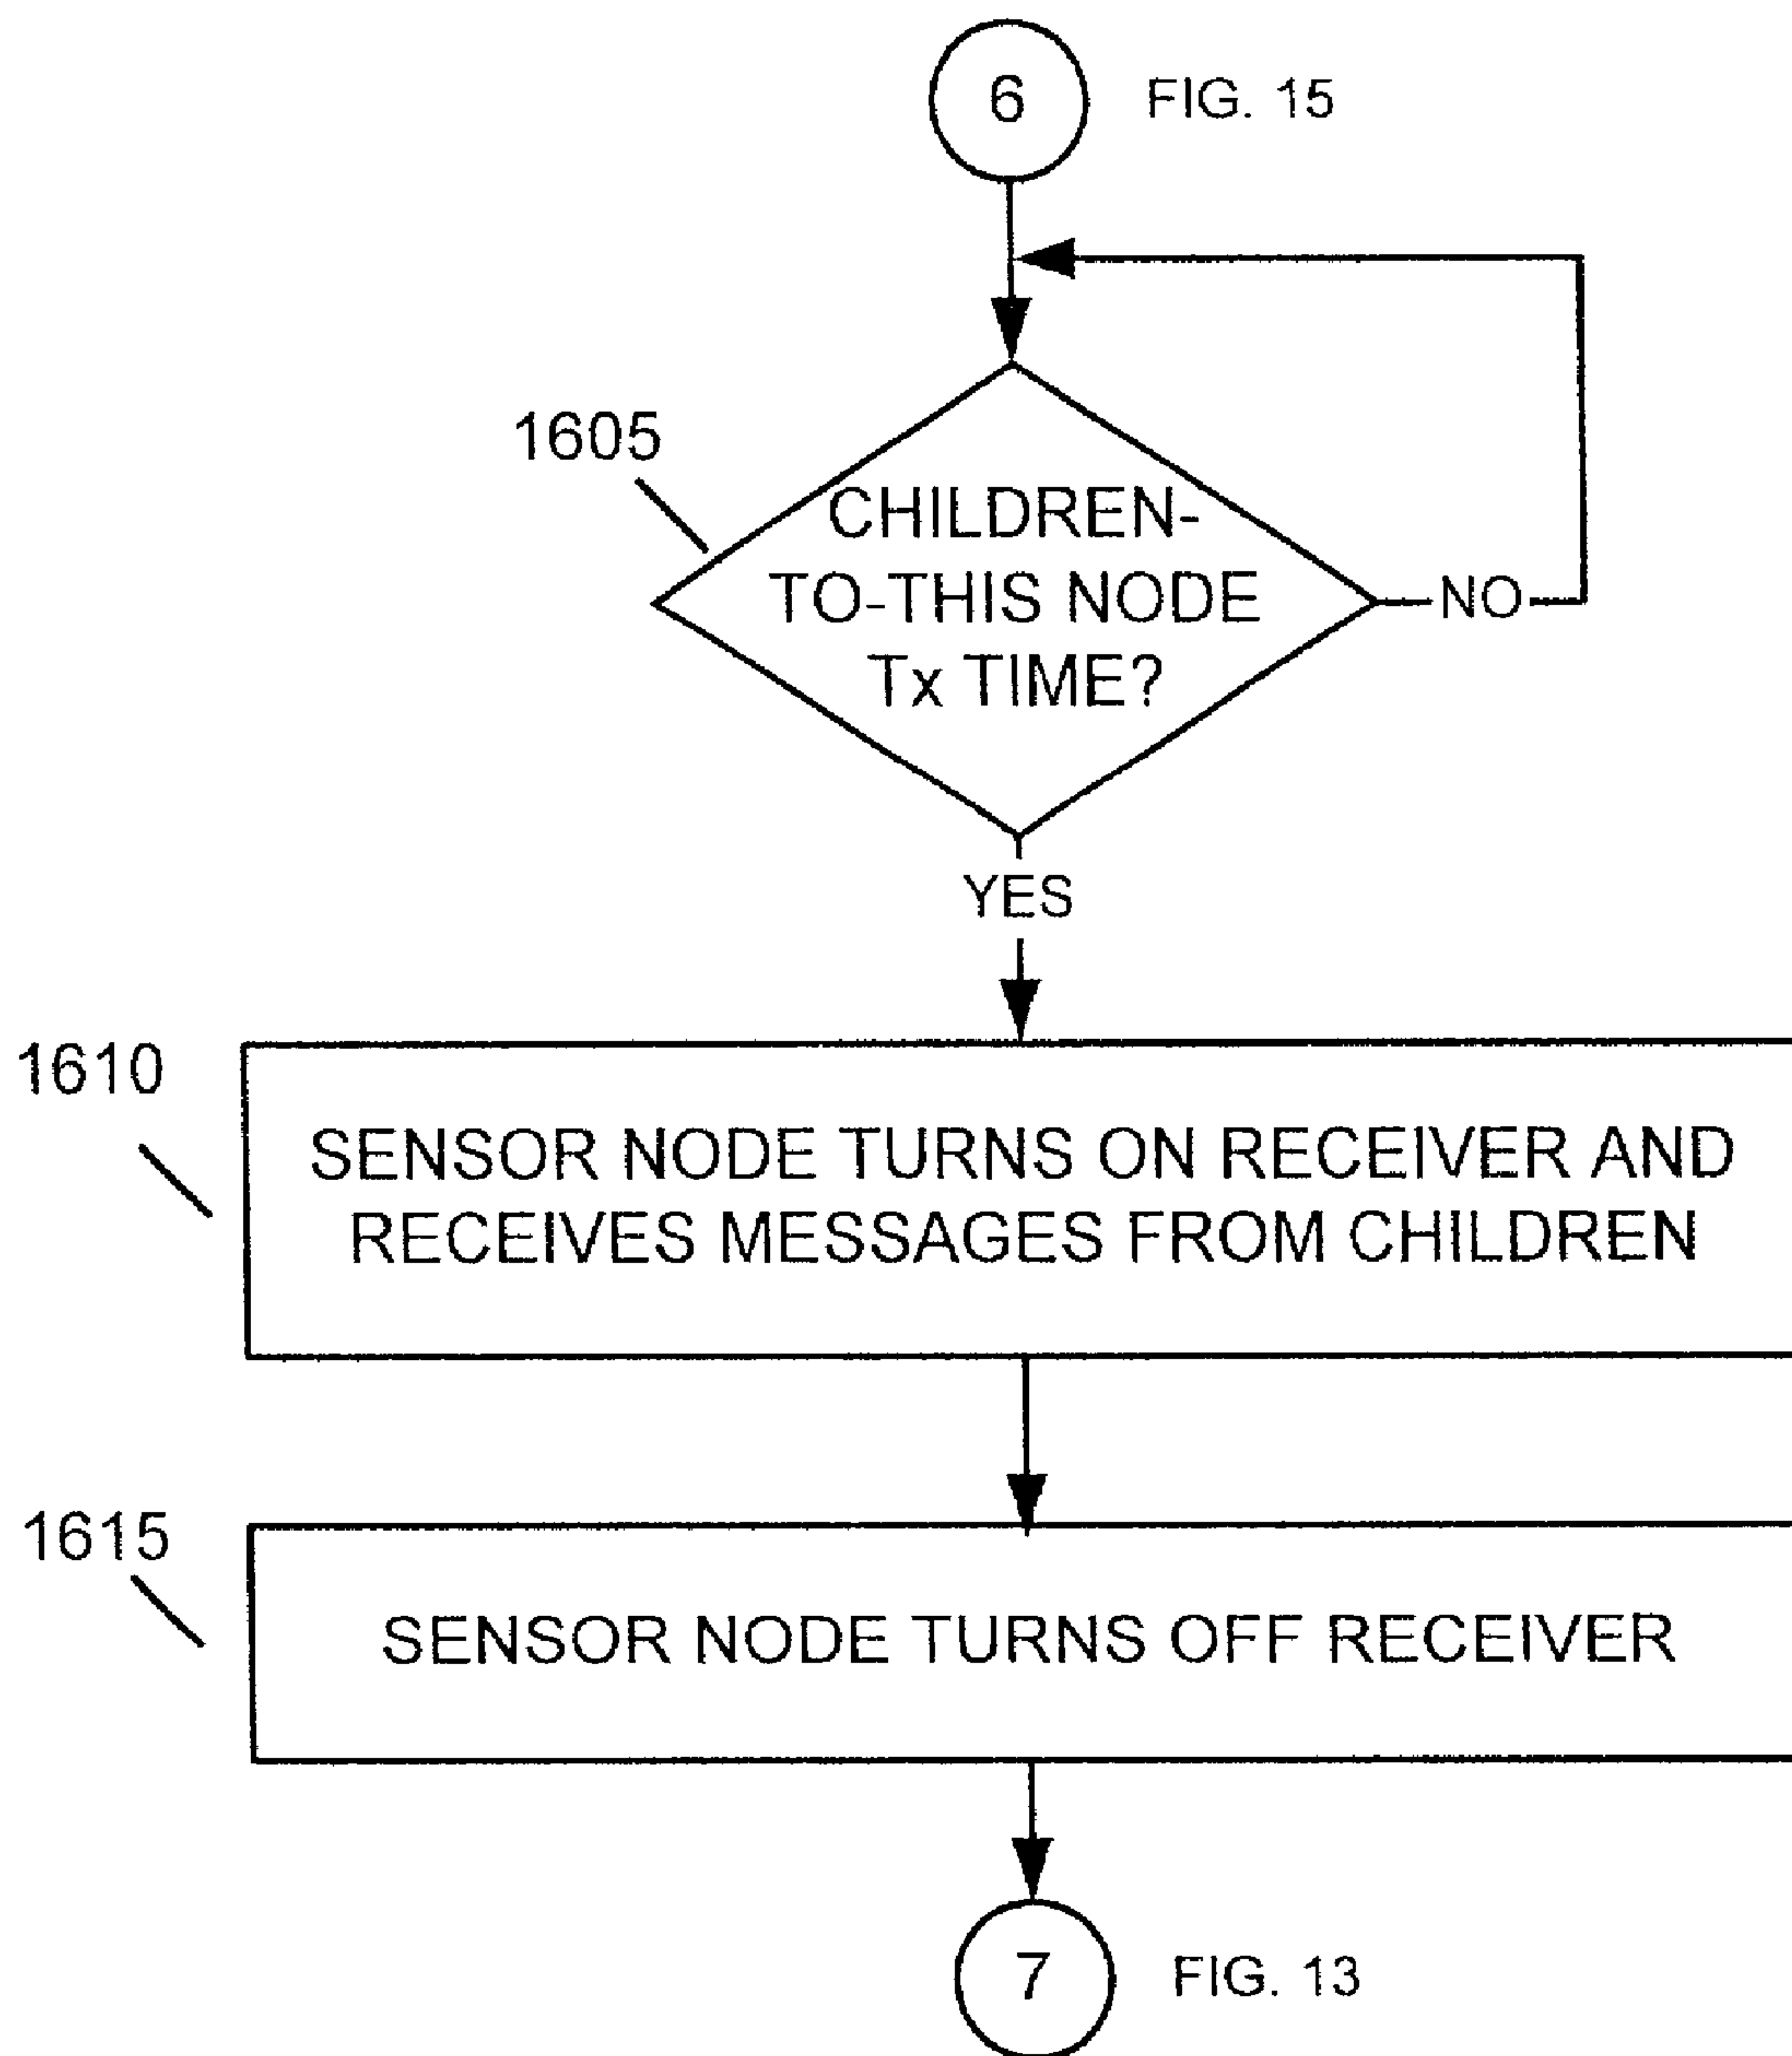 6 FIG. 15
1605
CHILDREN-
TO-THIS NODE
Tx TIME?
NO
YES
1610
SENSOR NODE TURNS ON RECEIVER AND
RECEIVES MESSAGES FROM CHILDREN
1615
SENSOR NODE TURNS OFF RECEIVER
7 FIG. 13